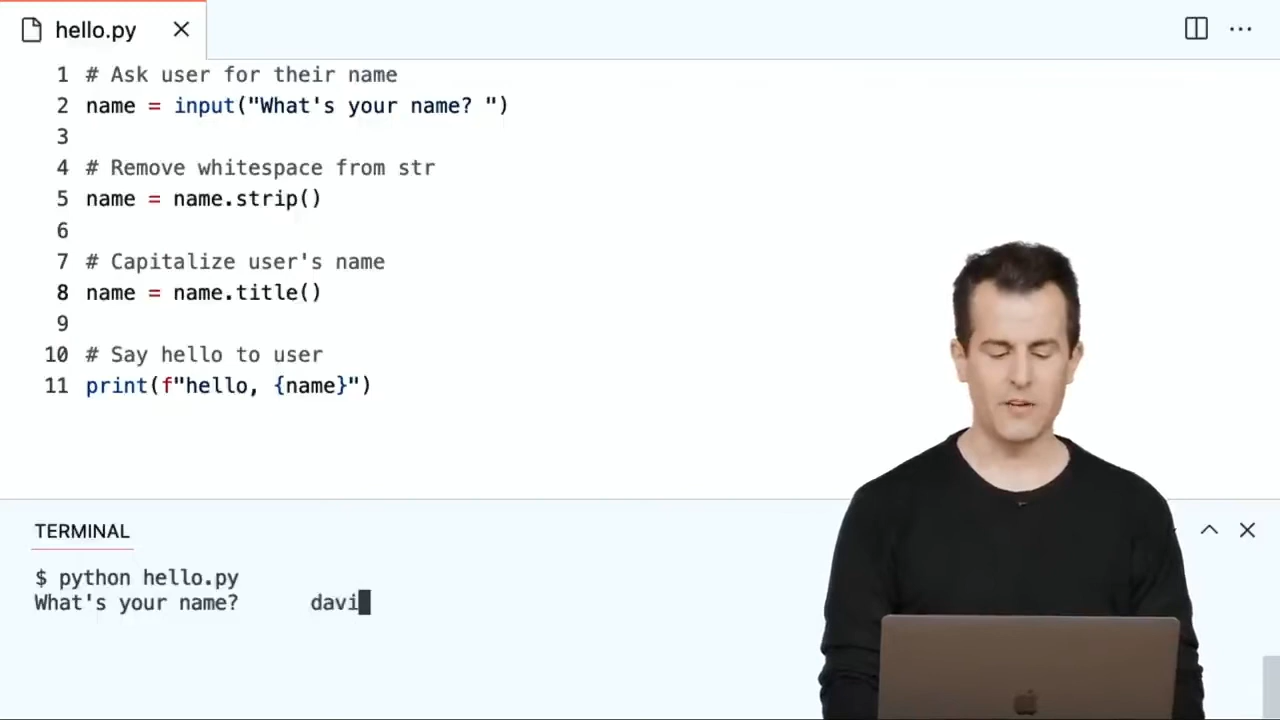 hello.py
1 # Ask user for their name
2 name = input("What's your name? ")
3
4 # Remove whitespace from str
5 name = name.strip()
6
7 # Capitalize user's name
8 name = name.title()
9
10 # Say hello to user
11 print(f"hello, {name}")
TERMINAL
$ python hello.py
What's your name?      davi